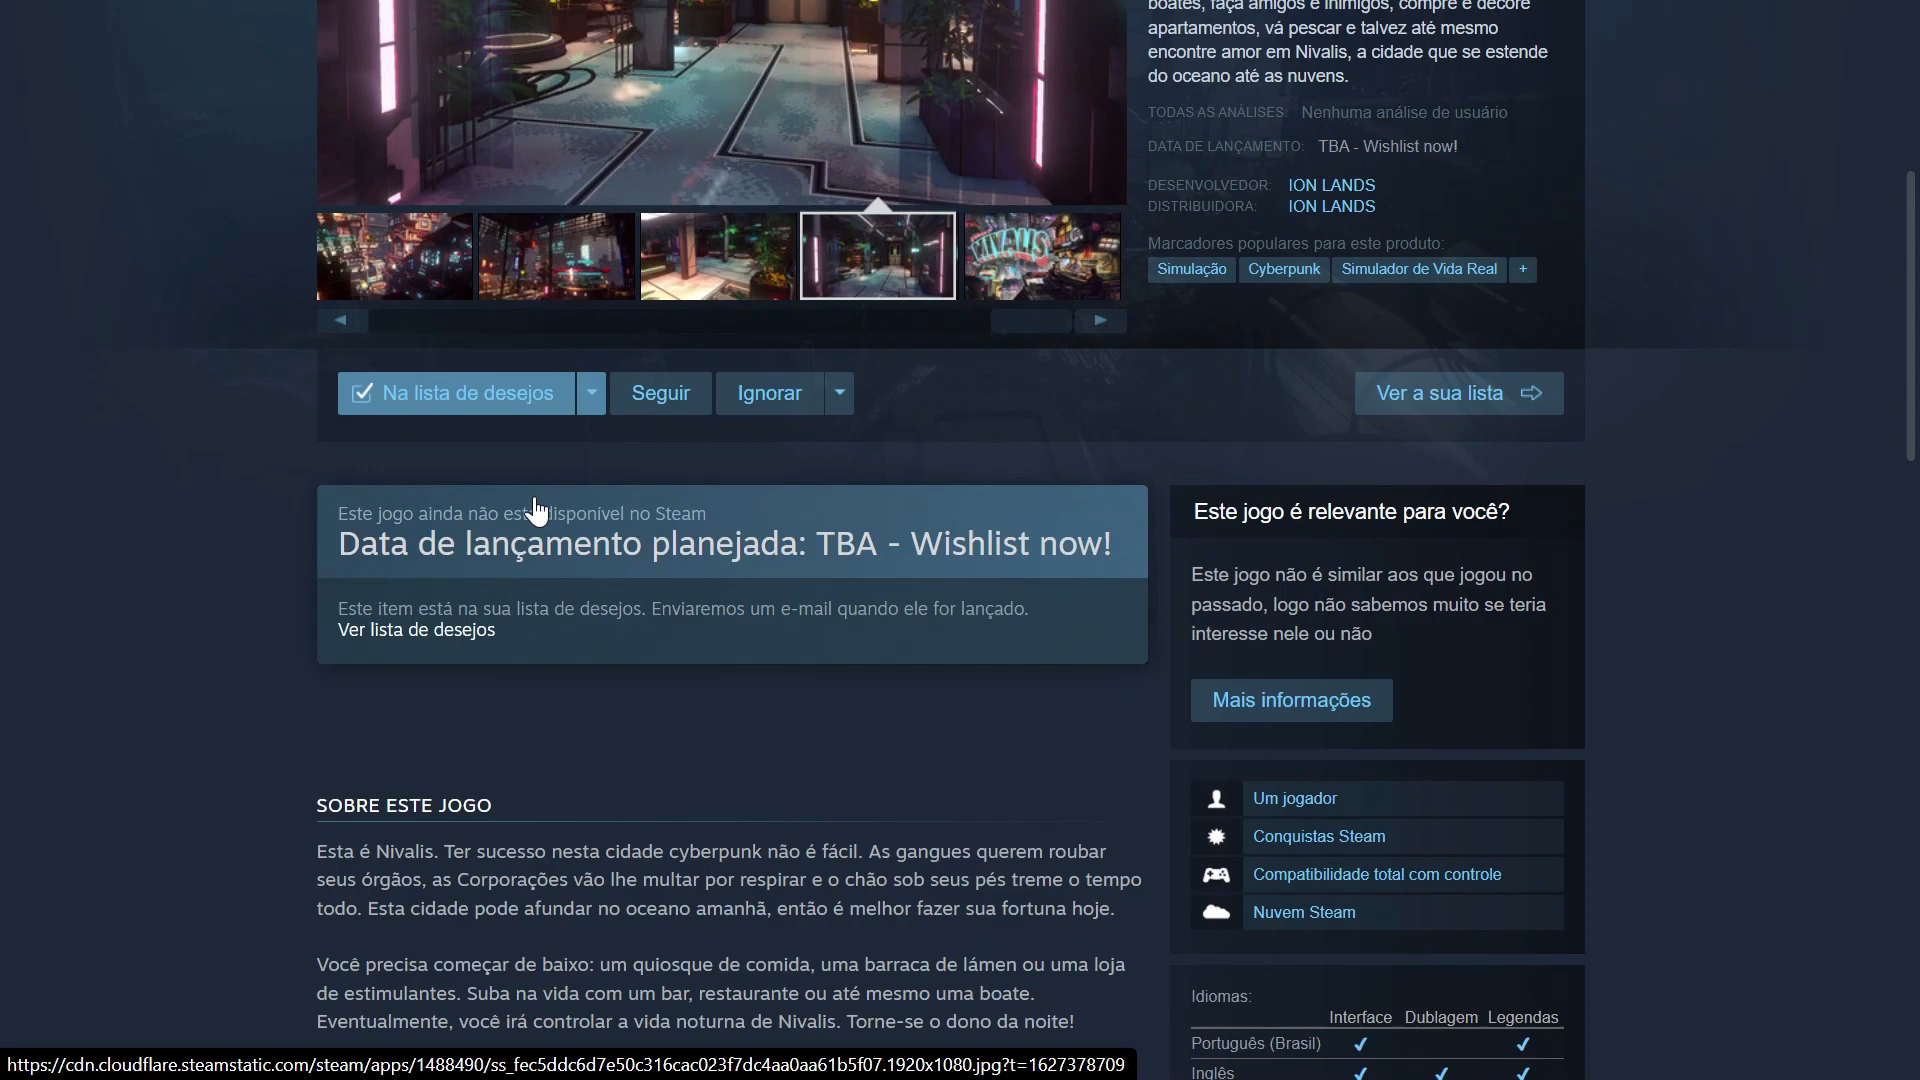 boates, faça amigos e inimigos, compre e decore
apartamentos, vá pescar e talvez até mesmo
encontre amor em Nivalis, a cidade que se estende
do oceano até as nuvens.
TODAS AS ANÁLISES: Nenhuma análise de usuário
DATA DE LANÇAMENTO: TBA - Wishlist now!
DESENVOLVEDOR: ION LANDS
DISTRIBUIDORA: ION LANDS
Marcadores populares para este produto:
Simulação Cyberpunk Simulador de Vida Real +
NIVALIS
Na lista de desejos Seguir Ignorar Ver a sua lista
Este jogo ainda não está disponível no Steam
Data de lançamento planejada: TBA - Wishlist now!
Este item está na sua lista de desejos. Enviaremos um e-mail quando ele for lançado.
Ver lista de desejos
Este jogo é relevante para você?
Este jogo não é similar aos que jogou no
passado, logo não sabemos muito se teria
interesse nele ou não
Mais informações
SOBRE ESTE JOGO
Esta é Nivalis. Ter sucesso nesta cidade cyberpunk não é fácil. As gangues querem roubar
seus órgãos, as Corporações vão lhe multar por respirar e o chão sob seus pés treme o tempo
todo. Esta cidade pode afundar no oceano amanhã, então é melhor fazer sua fortuna hoje.
Você precisa começar de baixo: um quiosque de comida, uma barraca de lámen ou uma loja
de estimulantes. Suba na vida com um bar, restaurante ou até mesmo uma boate.
Eventualmente, você irá controlar a vida noturna de Nivalis. Torne-se o dono da noite!
Um jogador
Conquistas Steam
Compatibilidade total com controle
Nuvem Steam
Idiomas:
Interface Dublagem Legendas
Português (Brasil) ✔ ✔
Inglês ✔ ✔ ✔
https://cdn.cloudflare.steamstatic.com/steam/apps/1488490/ss_fec5ddc6d7e50c316cac023f7dc4aa0aa61b5f07.1920x1080.jpg?t=1627378709